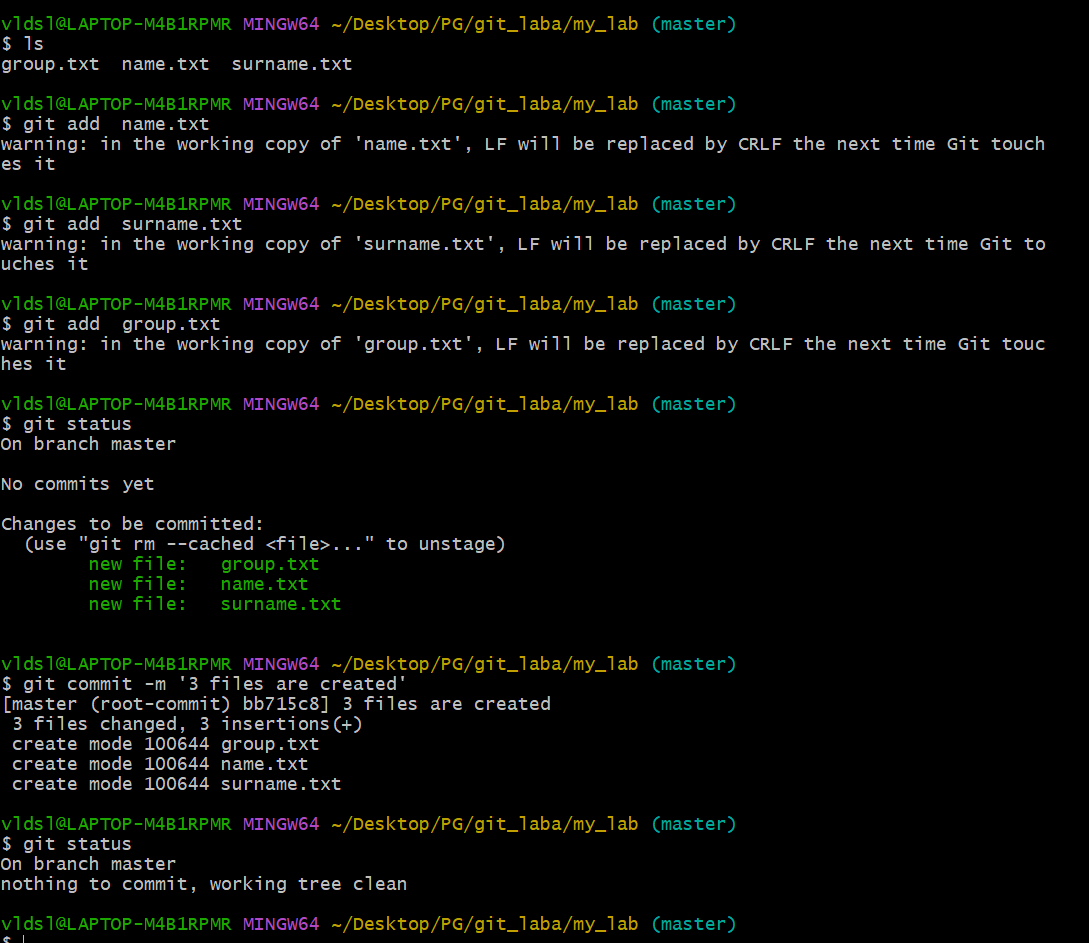 vldsl@LAPTOP-M4B1RPMR MINGW64 ~/Desktop/PG/git_laba/my_lab (master)
$ ls
group.txt  name.txt  surname.txt
vldsl@LAPTOP-M4B1RPMR MINGW64 ~/Desktop/PG/git_laba/my_lab (master)
$ git add  name.txt
warning: in the working copy of 'name.txt', LF will be replaced by CRLF the next time Git touch
es it
vldsl@LAPTOP-M4B1RPMR MINGW64 ~/Desktop/PG/git_laba/my_lab (master)
$ git add  surname.txt
warning: in the working copy of 'surname.txt', LF will be replaced by CRLF the next time Git to
uches it
vldsl@LAPTOP-M4B1RPMR MINGW64 ~/Desktop/PG/git_laba/my_lab (master)
$ git add  group.txt
warning: in the working copy of 'group.txt', LF will be replaced by CRLF the next time Git touc
hes it
vldsl@LAPTOP-M4B1RPMR MINGW64 ~/Desktop/PG/git_laba/my_lab (master)
$ git status
On branch master
No commits yet
Changes to be committed:
  (use "git rm --cached <file>..." to unstage)
        new file:   group.txt
        new file:   name.txt
        new file:   surname.txt
vldsl@LAPTOP-M4B1RPMR MINGW64 ~/Desktop/PG/git_laba/my_lab (master)
$ git commit -m '3 files are created'
[master (root-commit) bb715c8] 3 files are created
 3 files changed, 3 insertions(+)
 create mode 100644 group.txt
 create mode 100644 name.txt
 create mode 100644 surname.txt
vldsl@LAPTOP-M4B1RPMR MINGW64 ~/Desktop/PG/git_laba/my_lab (master)
$ git status
On branch master
nothing to commit, working tree clean
vldsl@LAPTOP-M4B1RPMR MINGW64 ~/Desktop/PG/git_laba/my_lab (master)
$